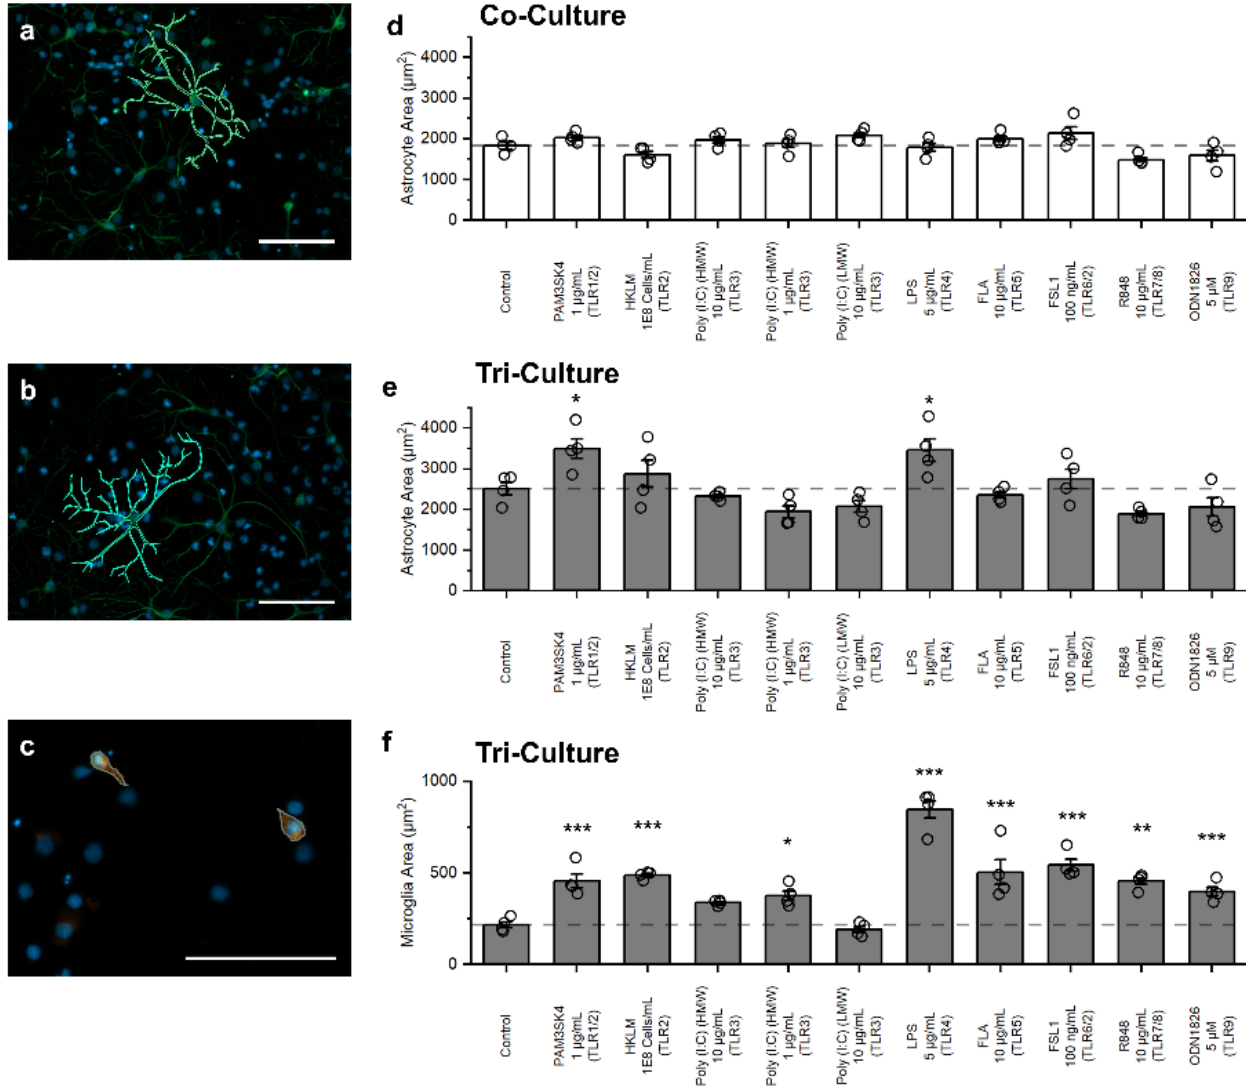 a
b
c
d
Co-Culture
Astrocyte Area (µm²)
4500
3000
2000
1000
0
Control
PAM3SK4
1 µg/mL
(TLR1/2)
HKLM
1E8 Cells/mL
(TLR2)
Poly (I:C) (HMW)
10 µg/mL
(TLR3)
Poly (I:C) (HMW)
1 µg/mL
(TLR3)
Poly (I:C) (LMW)
10 µg/mL
(TLR3)
LPS
5 µg/mL
(TLR4)
FLA
10 µg/mL
(TLR5)
FSL1
100 ng/mL
(TLR6/2)
R848
10 µg/mL
(TLR7/8)
ODN1826
5 µM
(TLR9)
e
Tri-Culture
Astrocyte Area (µm²)
4000
3000
2000
1000
0
*
*
Control
PAM3SK4
1 µg/mL
(TLR1/2)
HKLM
1E8 Cells/mL
(TLR2)
Poly (I:C) (HMW)
10 µg/mL
(TLR3)
Poly (I:C) (HMW)
1 µg/mL
(TLR3)
Poly (I:C) (LMW)
10 µg/mL
(TLR3)
LPS
5 µg/mL
(TLR4)
FLA
10 µg/mL
(TLR5)
FSL1
100 ng/mL
(TLR6/2)
R848
10 µg/mL
(TLR7/8)
ODN1826
5 µM
(TLR9)
f
Tri-Culture
Microglia Area (µm²)
1000
500
0
***
***
*
***
***
***
**
***
Control
PAM3SK4
1 µg/mL
(TLR1/2)
HKLM
1E8 Cells/mL
(TLR2)
Poly (I:C) (HMW)
10 µg/mL
(TLR3)
Poly (I:C) (HMW)
1 µg/mL
(TLR3)
Poly (I:C) (LMW)
10 µg/mL
(TLR3)
LPS
5 µg/mL
(TLR4)
FLA
10 µg/mL
(TLR5)
FSL1
100 ng/mL
(TLR6/2)
R848
10 µg/mL
(TLR7/8)
ODN1826
5 µM
(TLR9)